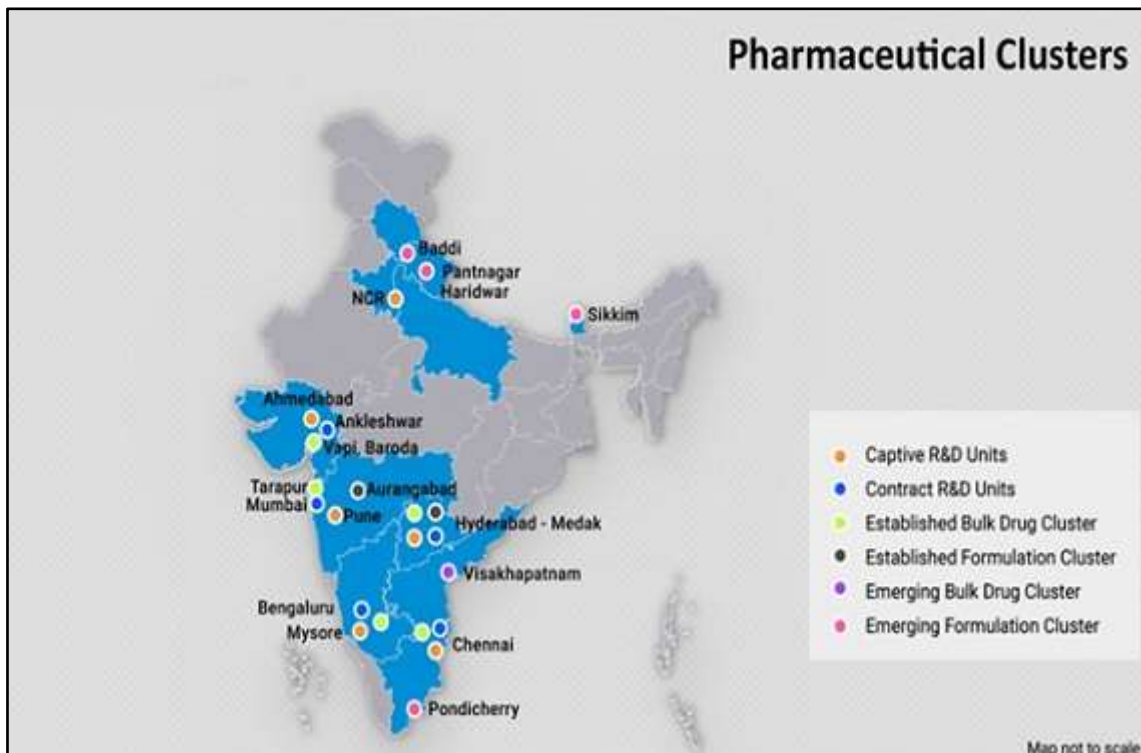 Pharmaceutical Clusters
Baddi
Pantnagar
Haridwar
NCR
Sikkim
Ahmedabad
Ankleshwar
Vapi, Baroda
Tarapur
Aurangabad
Mumbai
Pune
Hyderabad - Medak
Visakhapatnam
Bengaluru
Mysore
Chennai
Pondicherry
Captive R&D Units
Contract R&D Units
Established Bulk Drug Cluster
Established Formulation Cluster
Emerging Bulk Drug Cluster
Emerging Formulation Cluster
Map not to scale